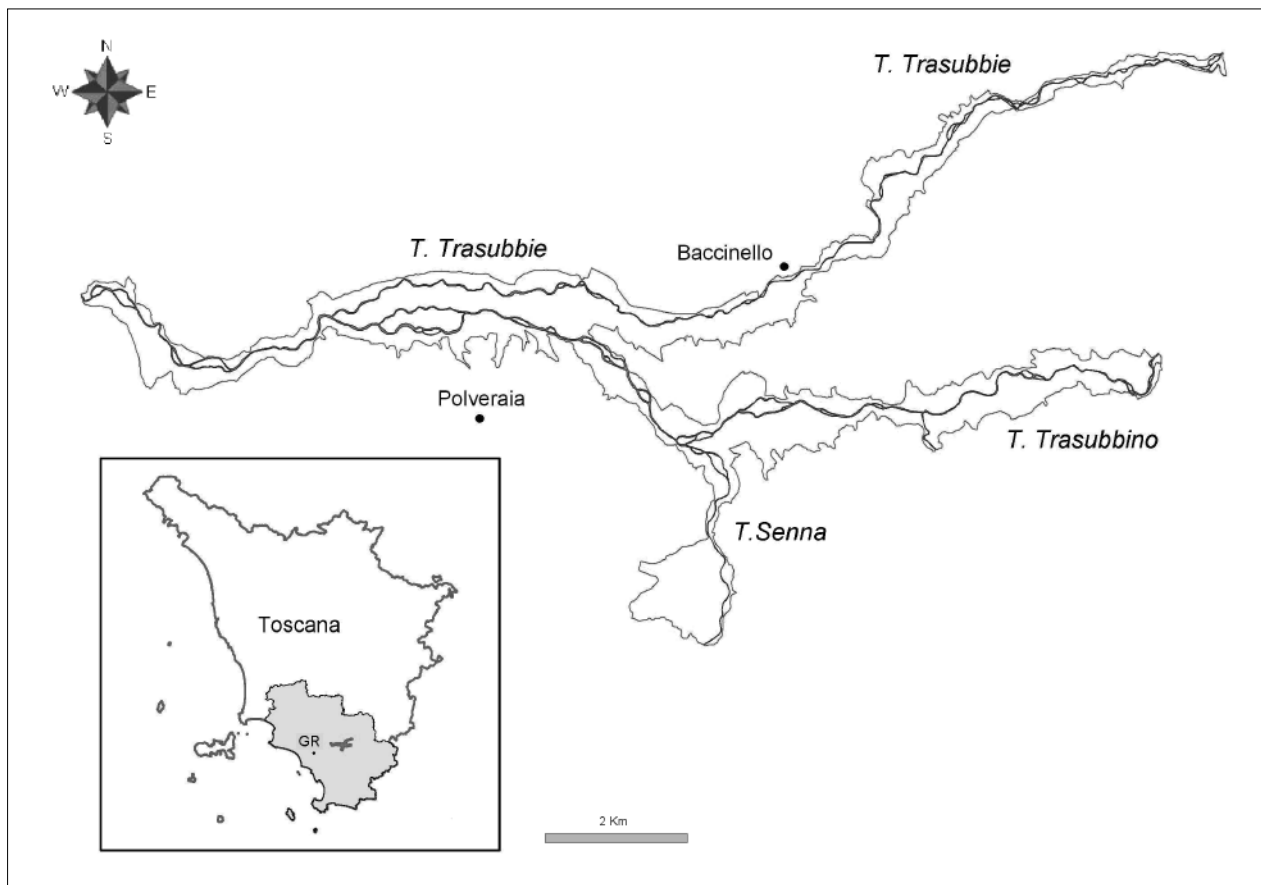 N
W E
S
T. Trasubbie
T. Trasubbie
Baccinello
Polveraia
T. Trasubbino
T.Senna
Toscana
GR
2 Km